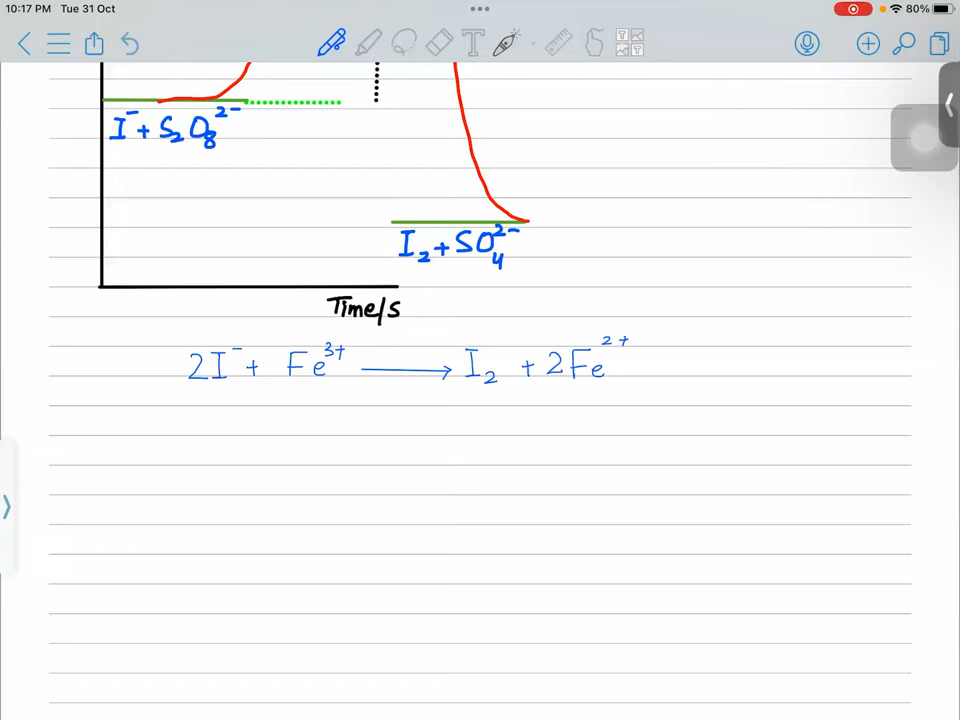 10:17 PM Tue 31 Oct
80%
I⁻ + S₂O₈²⁻
I₂ + SO₄²⁻
Time/s
2I⁻ + Fe³⁺ ⟶ I₂ + 2Fe²⁺